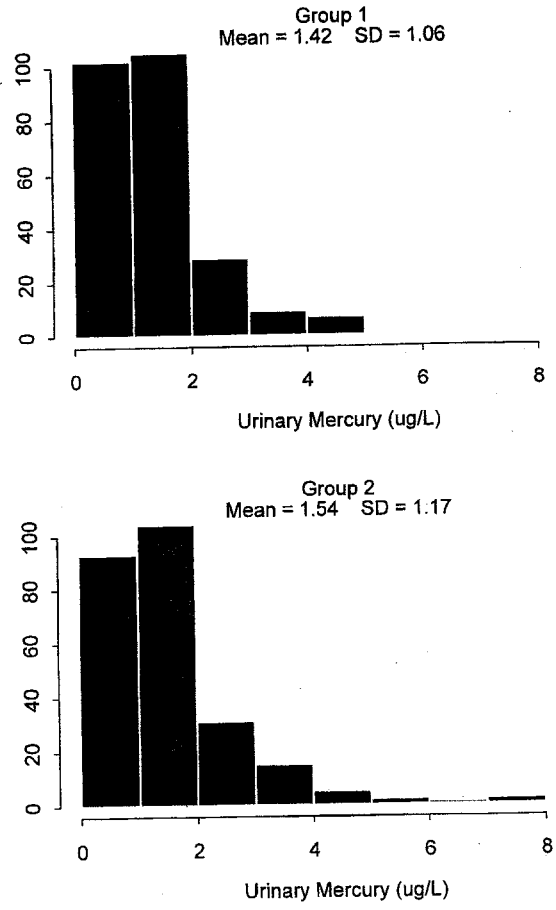 Group 1
Mean = 1.42 SD = 1.06
100
80
60
40
20
0
0 2 4 6 8
Urinary Mercury (ug/L)
Group 2
Mean = 1.54 SD = 1.17
100
80
60
40
20
0
0 2 4 6 8
Urinary Mercury (ug/L)